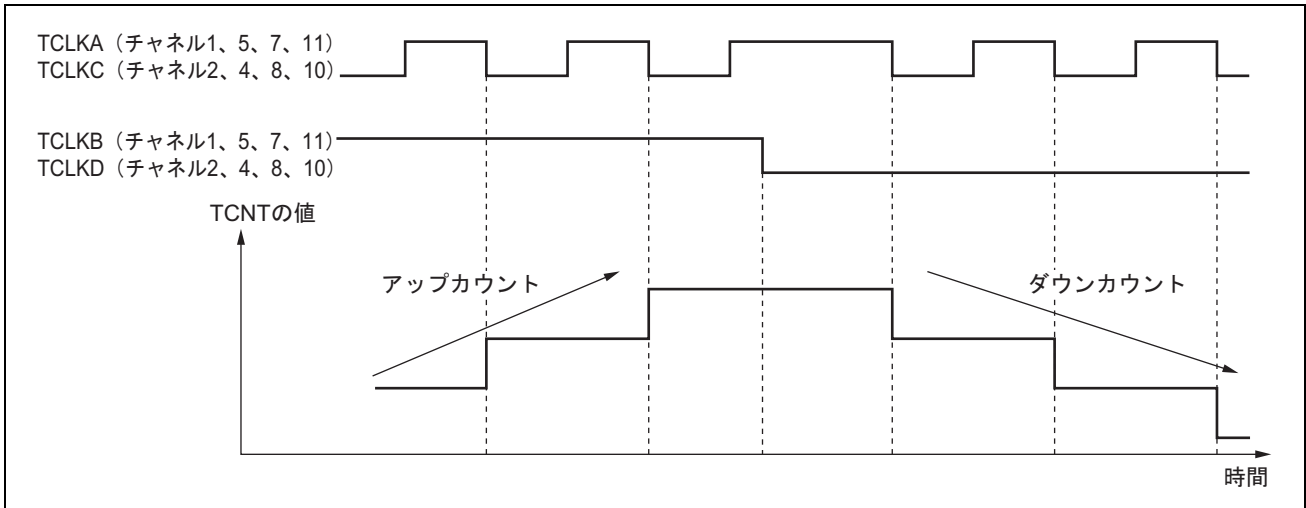 TCLKA（チャネル1、5、7、11）
TCLKC（チャネル2、4、8、10）
TCLKB（チャネル1、5、7、11）
TCLKD（チャネル2、4、8、10）
TCNTの値
アップカウント
ダウンカウント
時間